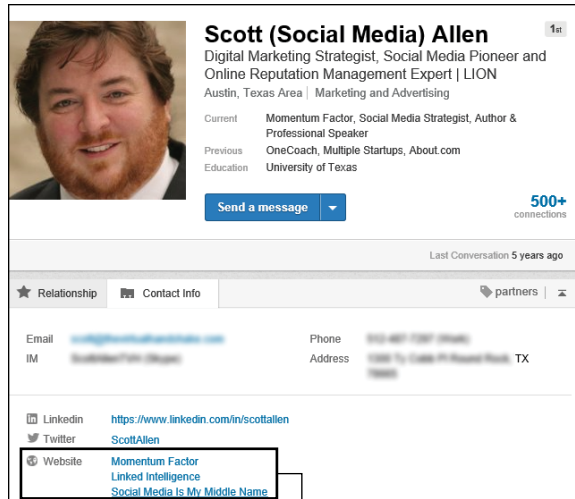 Scott (Social Media) Allen
1st
Digital Marketing Strategist, Social Media Pioneer and
Online Reputation Management Expert | LION
Austin, Texas Area | Marketing and Advertising
Current Momentum Factor, Social Media Strategist, Author &
Professional Speaker
Previous OneCoach, Multiple Startups, About.com
Education University of Texas
Send a message
500+
connections
Last Conversation 5 years ago
Relationship Contact Info partners
Email Phone
IM Address TX
Linkedin https://www.linkedin.com/in/scottallen
Twitter ScottAllen
Website Momentum Factor
Linked Intelligence
Social Media Is My Middle Name